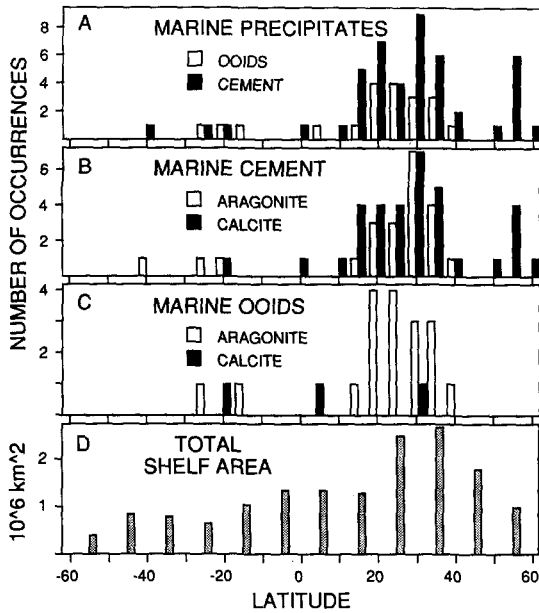 NUMBER OF OCCURRENCES
10^6 km^2
A
MARINE PRECIPITATES
OOIDS
CEMENT
8
6
4
2
B
MARINE CEMENT
ARAGONITE
CALCITE
6
4
2
C
MARINE OOIDS
ARAGONITE
CALCITE
4
2
D
TOTAL
SHELF AREA
2
1
-60 -40 -20 0 20 40 60
LATITUDE